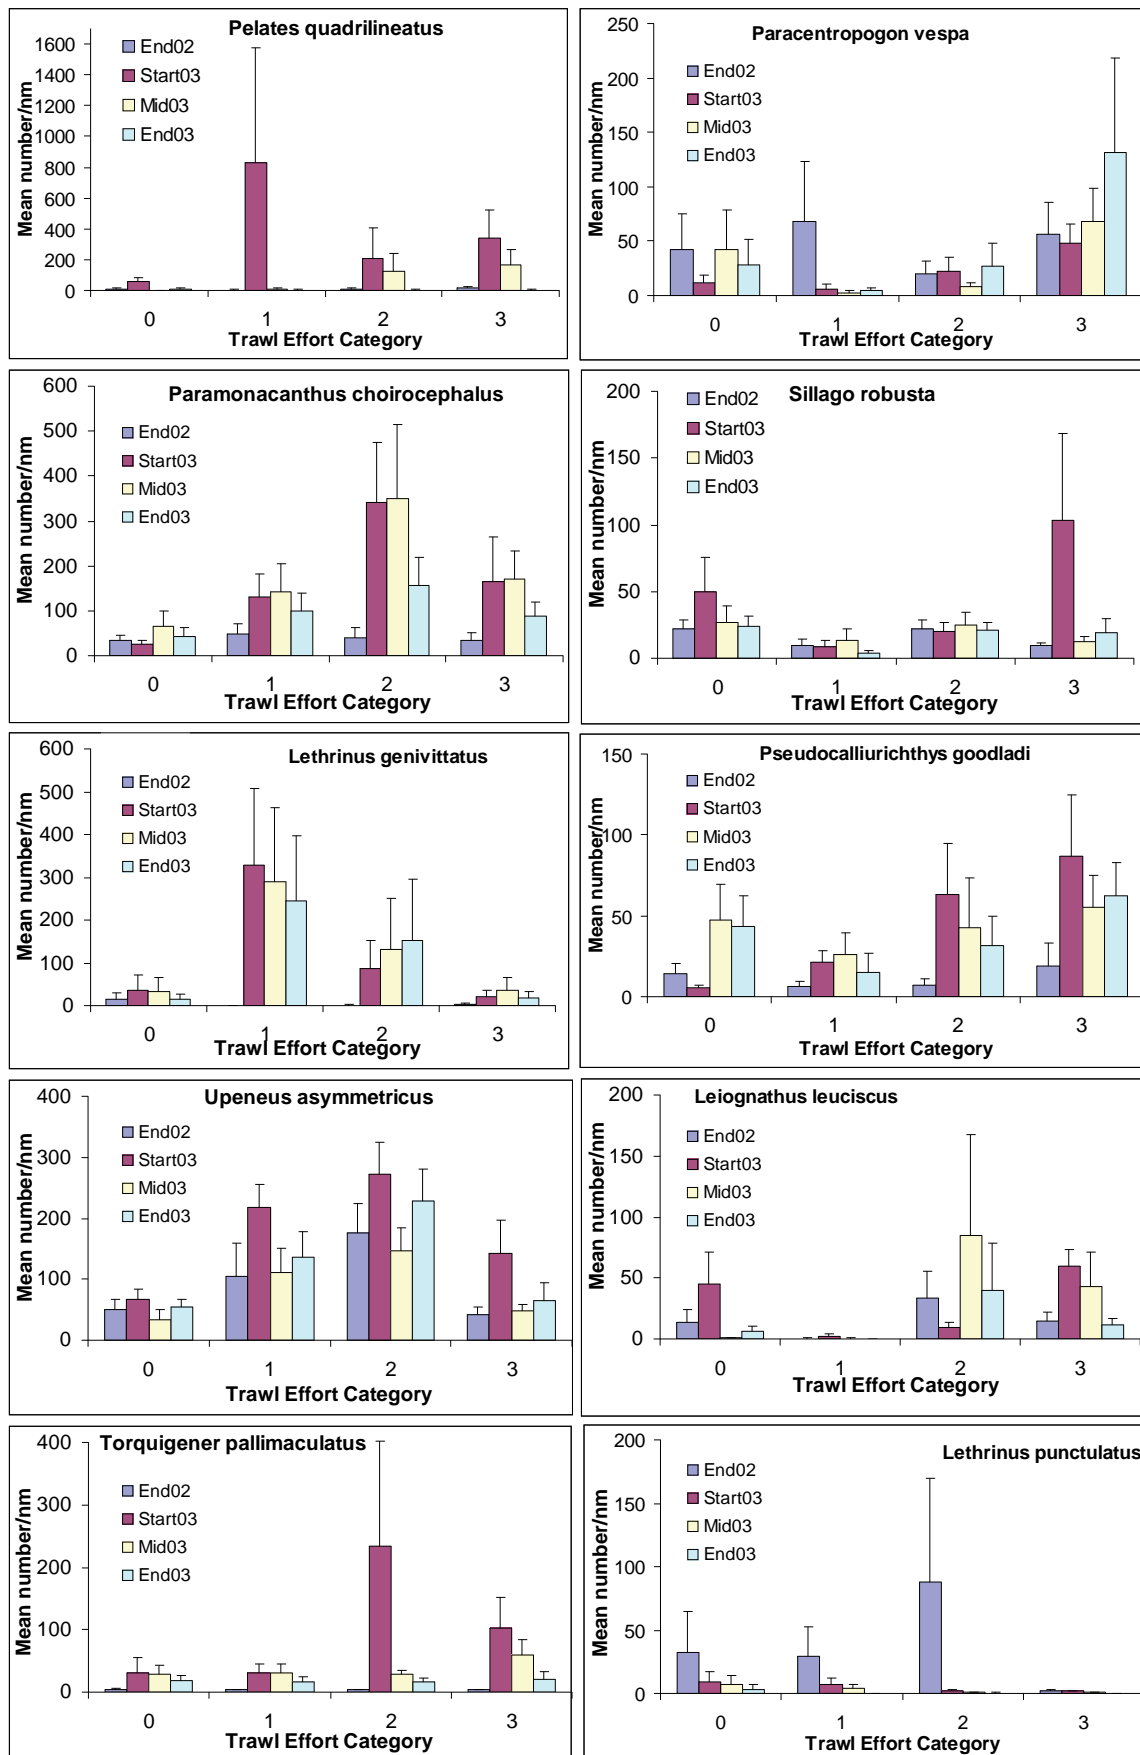 Pelates quadrilineatus
Mean number/nm
1600
1400
1200
1000
800
600
400
200
0
End02
Start03
Mid03
End03
0 1 2 3
Trawl Effort Category
Paracentropogon vespa
Mean number/nm
250
200
150
100
50
0
End02
Start03
Mid03
End03
0 1 2 3
Trawl Effort Category
Paramonacanthus choirocephalus
Mean number/nm
600
500
400
300
200
100
0
End02
Start03
Mid03
End03
0 1 2 3
Trawl Effort Category
Sillago robusta
Mean number/nm
200
150
100
50
0
End02
Start03
Mid03
End03
0 1 2 3
Trawl Effort Category
Lethrinus genivittatus
Mean number/nm
600
500
400
300
200
100
0
End02
Start03
Mid03
End03
0 1 2 3
Trawl Effort Category
Pseudocalliurichthys goodladi
Mean number/nm
150
100
50
0
End02
Start03
Mid03
End03
0 1 2 3
Trawl Effort Category
Upeneus asymmetricus
Mean number/nm
400
300
200
100
0
End02
Start03
Mid03
End03
0 1 2 3
Trawl Effort Category
Leiognathus leuciscus
Mean number/nm
200
150
100
50
0
End02
Start03
Mid03
End03
0 1 2 3
Trawl Effort Category
Torquigener pallimaculatus
Mean number/nm
400
300
200
100
0
End02
Start03
Mid03
End03
0 1 2 3
Trawl Effort Category
Lethrinus punctulatus
Mean number/nm
200
150
100
50
0
End02
Start03
Mid03
End03
0 1 2 3
Trawl Effort Category